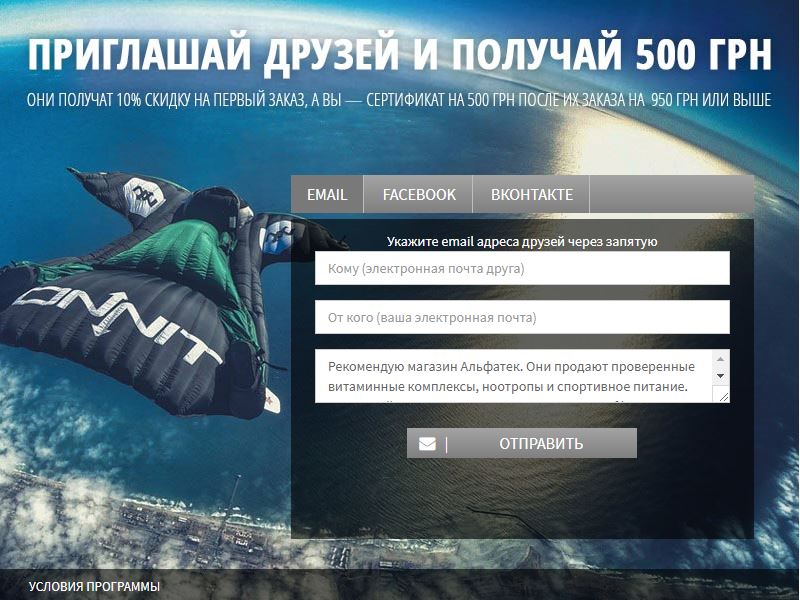 ПРИГЛАШАЙ ДРУЗЕЙ И ПОЛУЧАЙ 500 ГРН
ОНИ ПОЛУЧАТ 10% СКИДКУ НА ПЕРВЫЙ ЗАКАЗ, А ВЫ — СЕРТИФИКАТ НА 500 ГРН ПОСЛЕ ИХ ЗАКАЗА НА 950 ГРН ИЛИ ВЫШЕ
EMAIL FACEBOOK ВКОНТАКТЕ
Укажите email адреса друзей через запятую
Кому (электронная почта друга)
От кого (ваша электронная почта)
ONNIT
Рекомендую магазин Альфатек. Они продают проверенные
витаминные комплексы, ноотропы и спортивное питание.
| ОТПРАВИТЬ
УСЛОВИЯ ПРОГРАММЫ